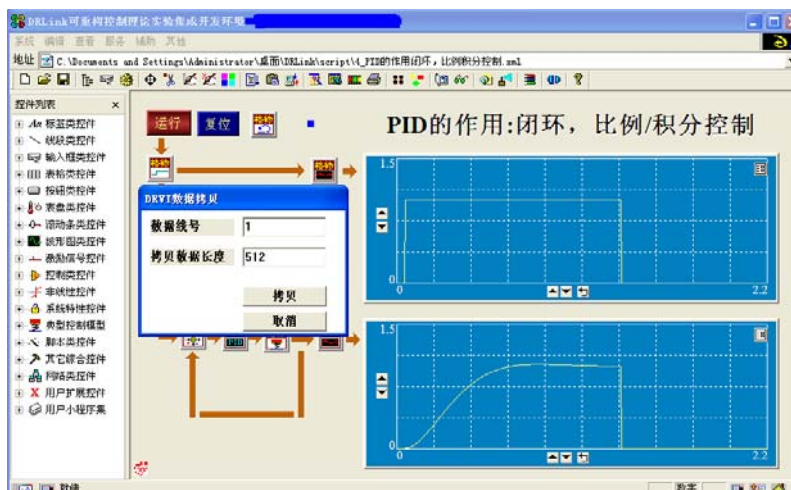 DRLink可重构控制理论实验集成开发环境
系统 编辑 查看 服务 辅助 其他
地址 C:\Documents and Settings\Administrator\桌面\DRLink\script\4_PID的作用闭环，比例积分控制.xml
控件列表 ×
标签类控件
线段类控件
输入框类控件
表格类控件
按钮类控件
表盘类控件
滚动条类控件
波形图类控件
激励信号控件
控制类控件
非线性控件
系统特性控件
典型控制模型
脚本类控件
其它综合控件
网络类控件
用户扩展控件
用户小程序集
运行 复位
PID的作用:闭环，比例/积分控制
1.5
0
0
2.2
DRVI数据拷贝
数据线号 1
拷贝数据长度 512
拷贝
取消
PID
1.5
0
0
2.2
就绪
数字